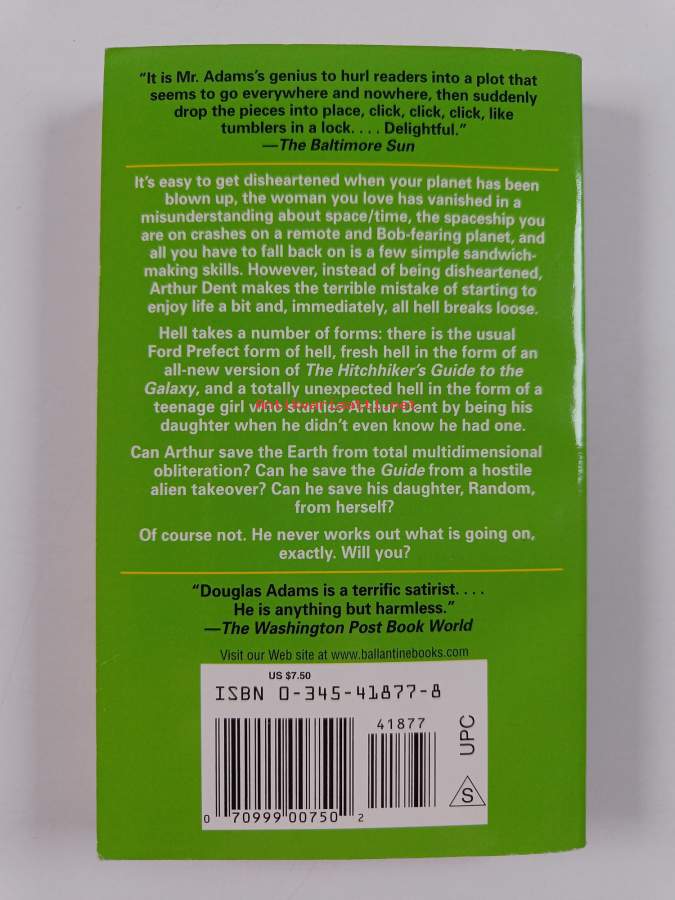 "It is Mr. Adams's genius to hurl readers into a plot that
seems to go everywhere and nowhere, then suddenly
drop the pieces into place, click, click, click, like
tumblers in a lock. . . . Delightful."
—The Baltimore Sun
It's easy to get disheartened when your planet has been
blown up, the woman you love has vanished in a
misunderstanding about space/time, the spaceship you
are on crashes on a remote and Bob-fearing planet, and
all you have to fall back on is a few simple sandwich-
making skills. However, instead of being disheartened,
Arthur Dent makes the terrible mistake of starting to
enjoy life a bit and, immediately, all hell breaks loose.
Hell takes a number of forms: there is the usual
Ford Prefect form of hell, fresh hell in the form of an
all-new version of The Hitchhiker's Guide to the
Galaxy, and a totally unexpected hell in the form of a
teenage girl who startles Arthur Dent by being his
daughter when he didn't even know he had one.
Can Arthur save the Earth from total multidimensional
obliteration? Can he save the Guide from a hostile
alien takeover? Can he save his daughter, Random,
from herself?
Of course not. He never works out what is going on,
exactly. Will you?
"Douglas Adams is a terrific satirist. . . .
He is anything but harmless."
—The Washington Post Book World
Visit our Web site at www.ballantinebooks.com
US $7.50
ISBN 0-345-41877-8
41877
UPC
S
0 70999 00750 2